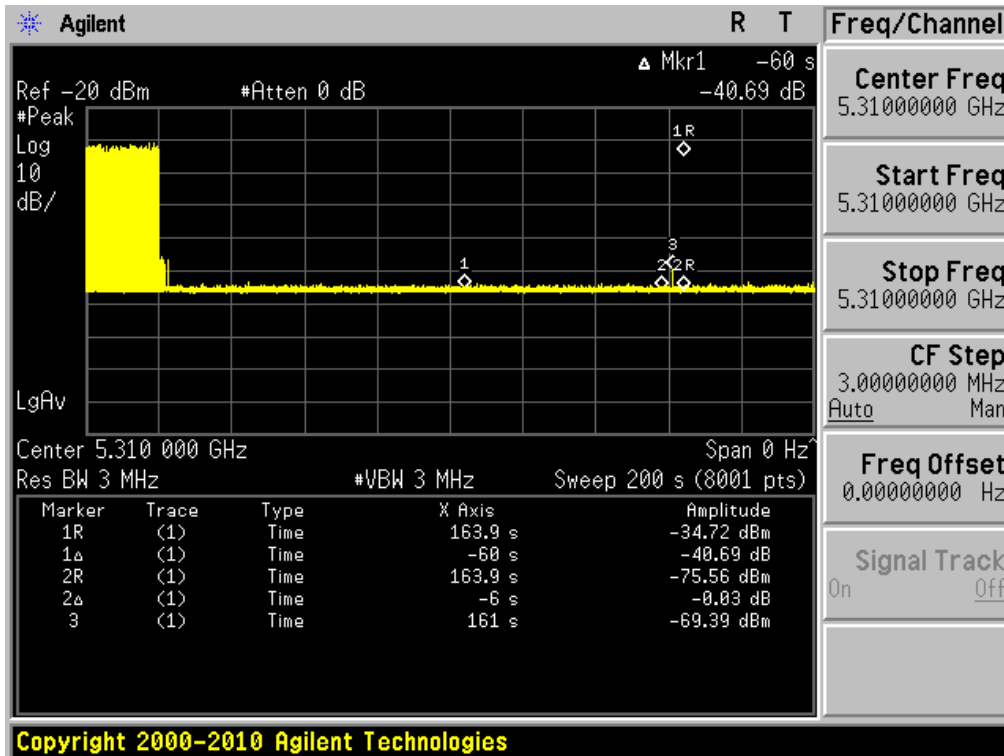 Agilent R T
Freq/Channel
Δ Mkr1 −60 s
Ref −20 dBm #Atten 0 dB −40.69 dB
#Peak
Log
10
dB/
1R
3
1 2 2R
LgAv
Center 5.310 000 GHz Span 0 Hz^
Res BW 3 MHz #VBW 3 MHz Sweep 200 s (8001 pts)
Marker Trace Type X Axis Amplitude
1R (1) Time 163.9 s −34.72 dBm
1Δ (1) Time −60 s −40.69 dB
2R (1) Time 163.9 s −75.56 dBm
2Δ (1) Time −6 s −0.03 dB
3 (1) Time 161 s −69.39 dBm
Center Freq
5.31000000 GHz
Start Freq
5.31000000 GHz
Stop Freq
5.31000000 GHz
CF Step
3.00000000 MHz
Auto Man
Freq Offset
0.00000000 Hz
Signal Track
On Off
Copyright 2000–2010 Agilent Technologies